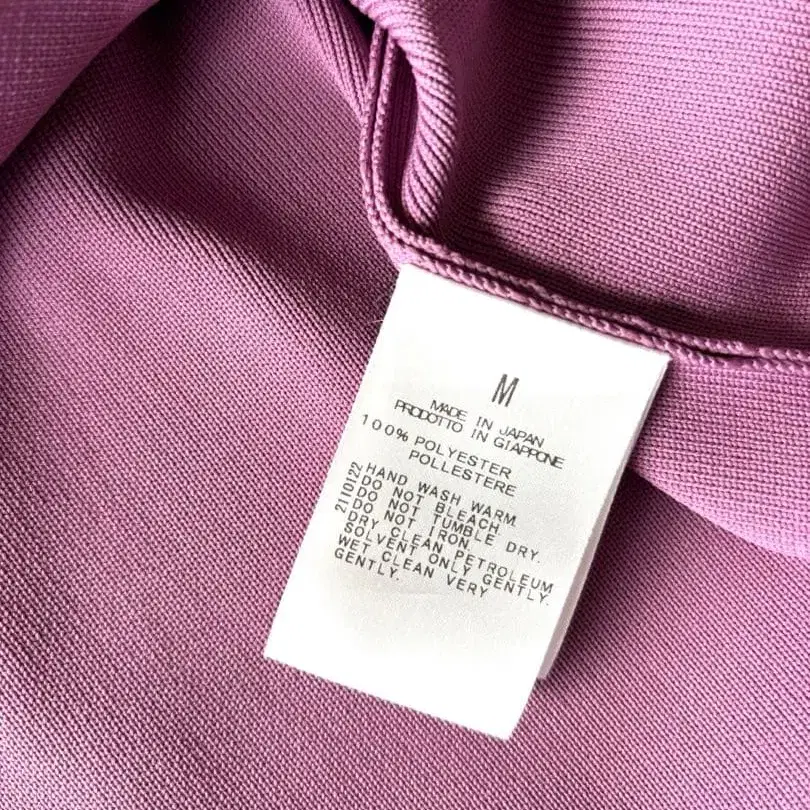 M
MADE IN JAPAN
PRODOTTO IN GIAPPONE
100% POLYESTER
POLLESTERE
2110122
HAND WASH WARM
DO NOT BLEACH
DO NOT TUMBLE DRY.
DO NOT IRON.
DRY CLEAN PETROLEUM
SOLVENT ONLY GENTLY.
WET CLEAN VERY
GENTLY.